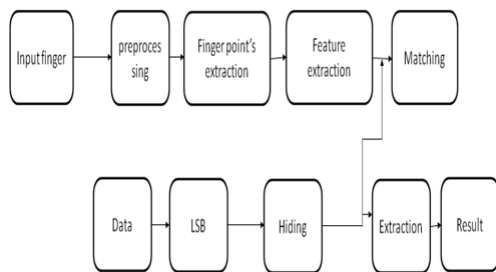 Input finger
preproces
sing
Finger point's
extraction
Feature
extraction
Matching
Data
LSB
Hiding
Extraction
Result